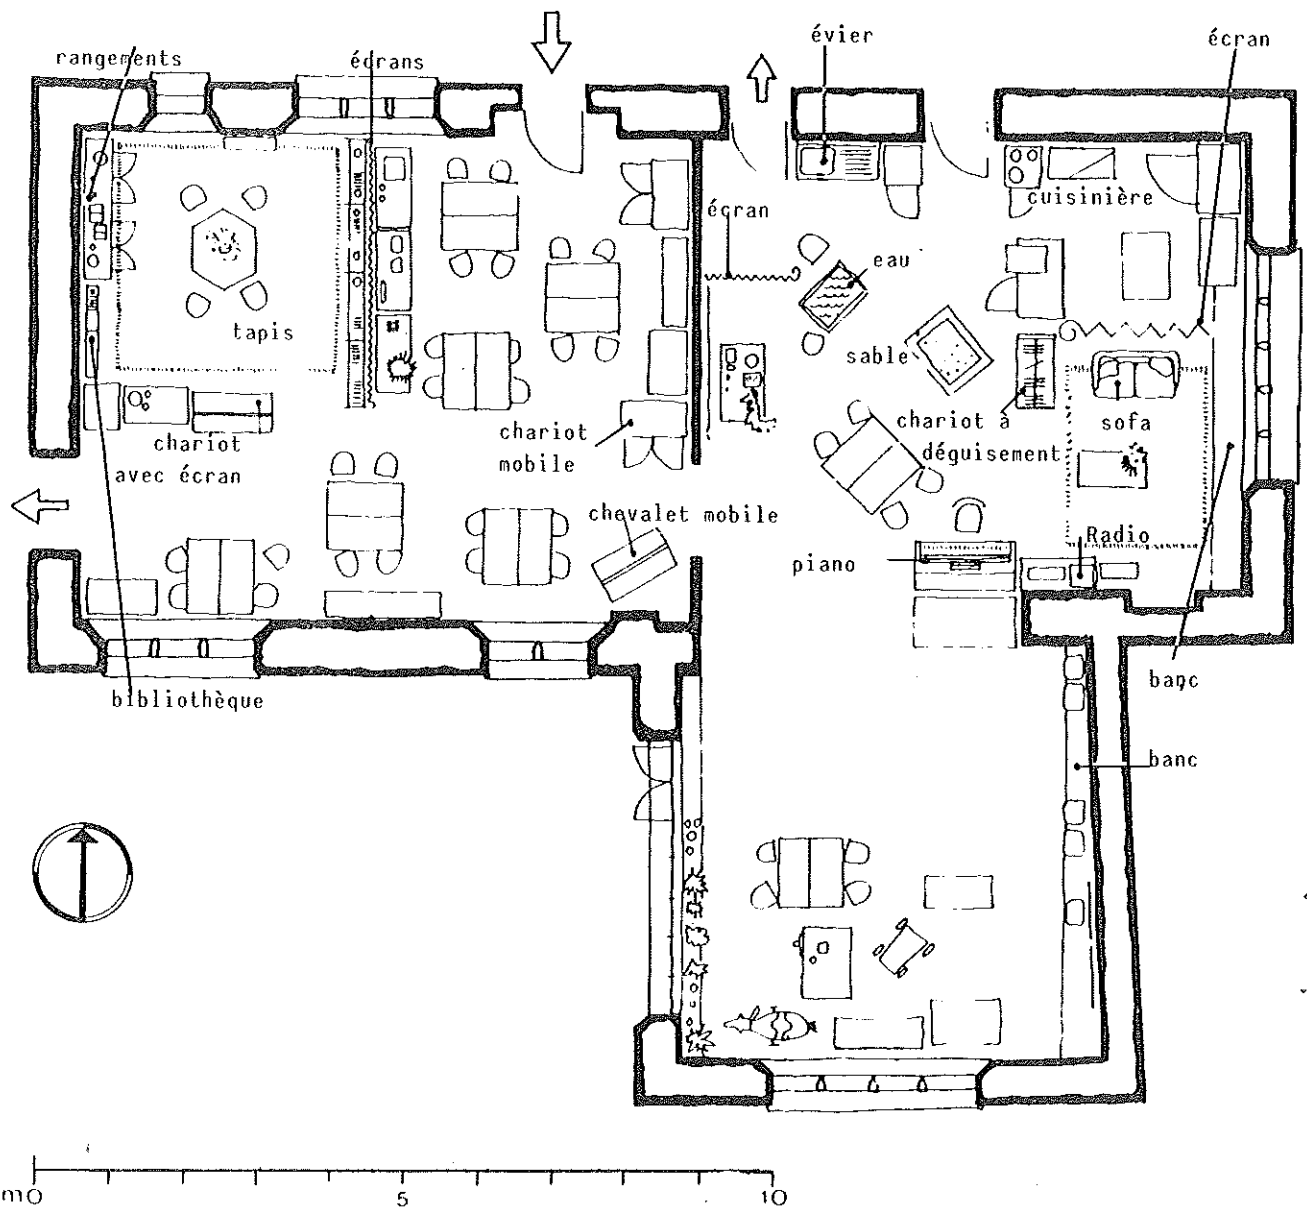 rangements
écrans
évier
écran
écran
cuisinière
eau
tapis
sable
chariot
avec écran
chariot
mobile
chariot à
déguisement
sofa
chevalet mobile
piano
Radio
bibliothèque
banc
banc
m0 5 10